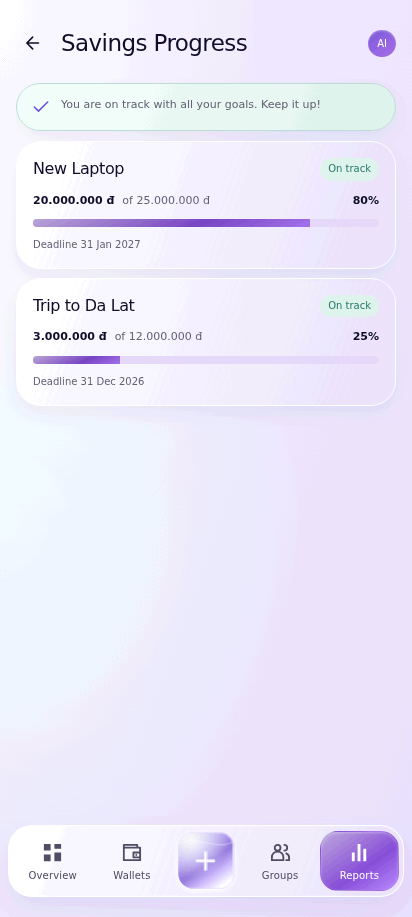 Savings Progress
AI
You are on track with all your goals. Keep it up!
New Laptop
On track
20.000.000 đ of 25.000.000 đ
80%
Deadline 31 Jan 2027
Trip to Da Lat
On track
3.000.000 đ of 12.000.000 đ
25%
Deadline 31 Dec 2026
Overview
Wallets
Groups
Reports